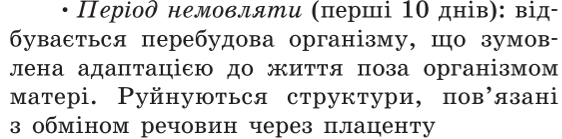 • Період немовляти (перші 10 днів): від-
бувається перебудова організму, що зумов-
лена адаптацією до життя поза організмом
матері. Руйнуються структури, пов’язані
з обміном речовин через плаценту